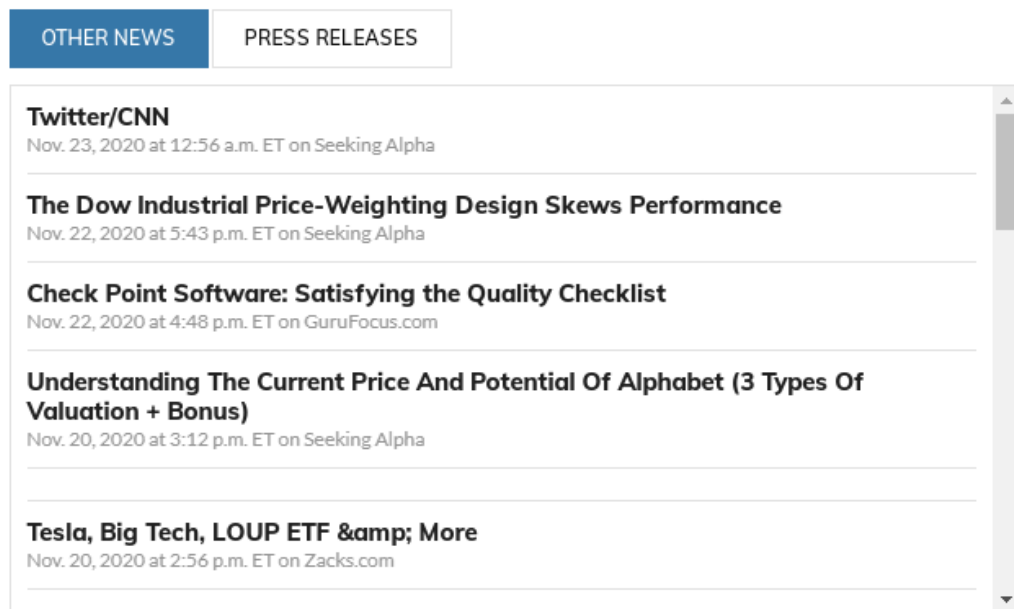 OTHER NEWS
PRESS RELEASES
Twitter/CNN
Nov. 23, 2020 at 12:56 a.m. ET on Seeking Alpha
The Dow Industrial Price-Weighting Design Skews Performance
Nov. 22, 2020 at 5:43 p.m. ET on Seeking Alpha
Check Point Software: Satisfying the Quality Checklist
Nov. 22, 2020 at 4:48 p.m. ET on GuruFocus.com
Understanding The Current Price And Potential Of Alphabet (3 Types Of
Valuation + Bonus)
Nov. 20, 2020 at 3:12 p.m. ET on Seeking Alpha
Tesla, Big Tech, LOUP ETF &amp; More
Nov. 20, 2020 at 2:56 p.m. ET on Zacks.com